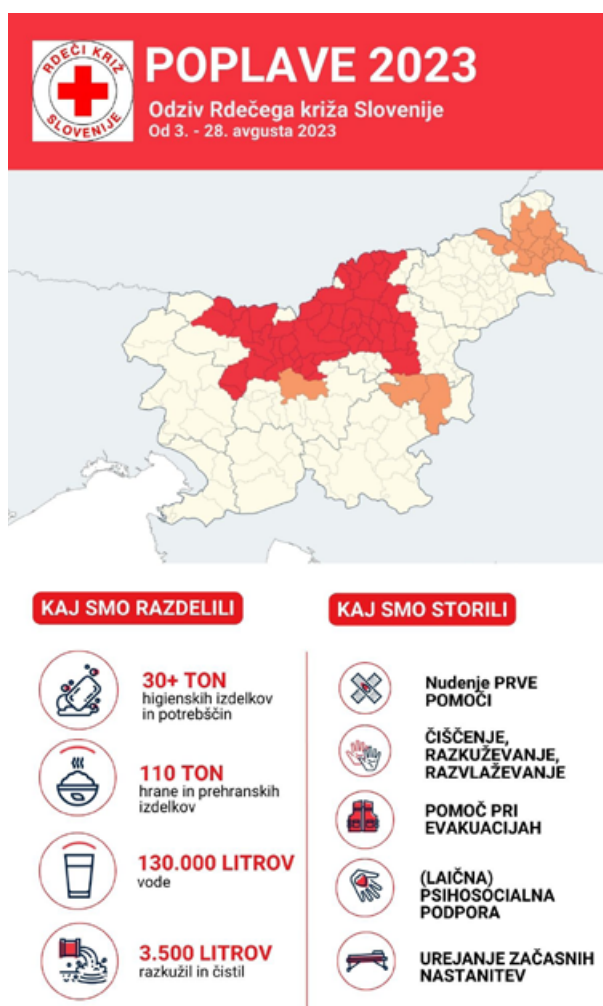 RDEČI KRIŽ
SLOVENIJE
POPLAVE 2023
Odziv Rdečega križa Slovenije
Od 3. - 28. avgusta 2023
KAJ SMO RAZDELILI
30+ TON
higienskih izdelkov
in potrebščin
110 TON
hrane in prehranskih
izdelkov
130.000 LITROV
vode
3.500 LITROV
razkužil in čistil
KAJ SMO STORILI
Nudenje PRVE
POMOČI
ČIŠČENJE,
RAZKUŽEVANJE,
RAZVLAŽEVANJE
POMOČ PRI
EVAKUACIJAH
(LAIČNA)
PSIHOSOCIALNA
PODPORA
UREJANJE ZAČASNIH
NASTANITEV